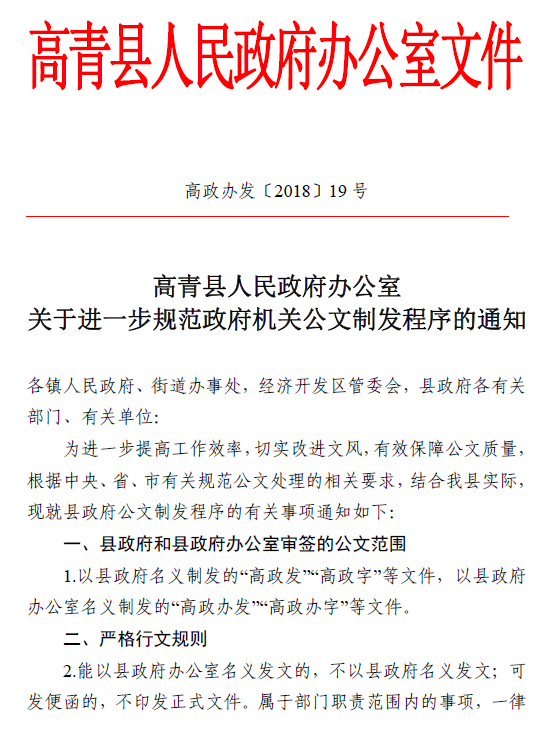 高青县人民政府办公室文件
高政办发〔2018〕19 号
高青县人民政府办公室
关于进一步规范政府机关公文制发程序的通知
各镇人民政府、街道办事处，经济开发区管委会，县政府各有关
部门、有关单位：
为进一步提高工作效率，切实改进文风，有效保障公文质量，
根据中央、省、市有关规范公文处理的相关要求，结合我县实际，
现就县政府公文制发程序的有关事项通知如下：
一、县政府和县政府办公室审签的公文范围
1.以县政府名义制发的“高政发”“高政字”等文件，以县政府
办公室名义制发的“高政办发”“高政办字”等文件。
二、严格行文规则
2.能以县政府办公室名义发文的，不以县政府名义发文；可
发便函的，不印发正式文件。属于部门职责范围内的事项，一律